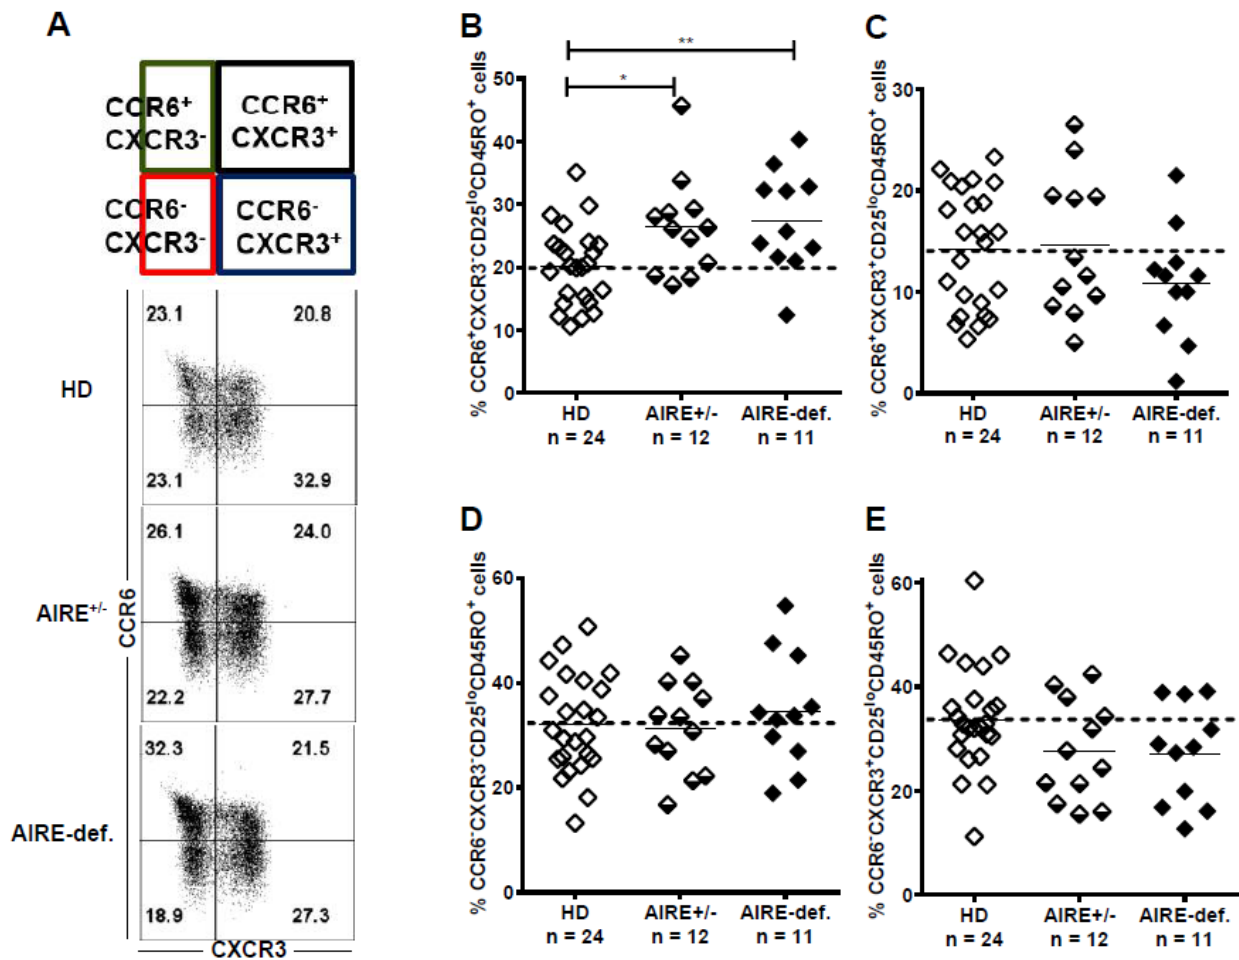 A
CCR6⁺
CXCR3⁻
CCR6⁺
CXCR3⁺
CCR6⁻
CXCR3⁻
CCR6⁻
CXCR3⁺
HD
23.1
20.8
23.1
32.9
AIRE⁺/⁻
26.1
24.0
22.2
27.7
AIRE-def.
32.3
21.5
18.9
27.3
CCR6
CXCR3
B
% CCR6⁺CXCR3⁻CD25ˡᵒCD45RO⁺ cells
**
*
50
40
30
20
10
0
HD
n = 24
AIRE+/-
n = 12
AIRE-def.
n = 11
C
% CCR6⁺CXCR3⁺CD25ˡᵒCD45RO⁺ cells
30
20
10
0
HD
n = 24
AIRE+/-
n = 12
AIRE-def.
n = 11
D
% CCR6⁻CXCR3⁻CD25ˡᵒCD45RO⁺ cells
60
40
20
0
HD
n = 24
AIRE+/-
n = 12
AIRE-def.
n = 11
E
% CCR6⁻CXCR3⁺CD25ˡᵒCD45RO⁺ cells
60
40
20
0
HD
n = 24
AIRE+/-
n = 12
AIRE-def.
n = 11